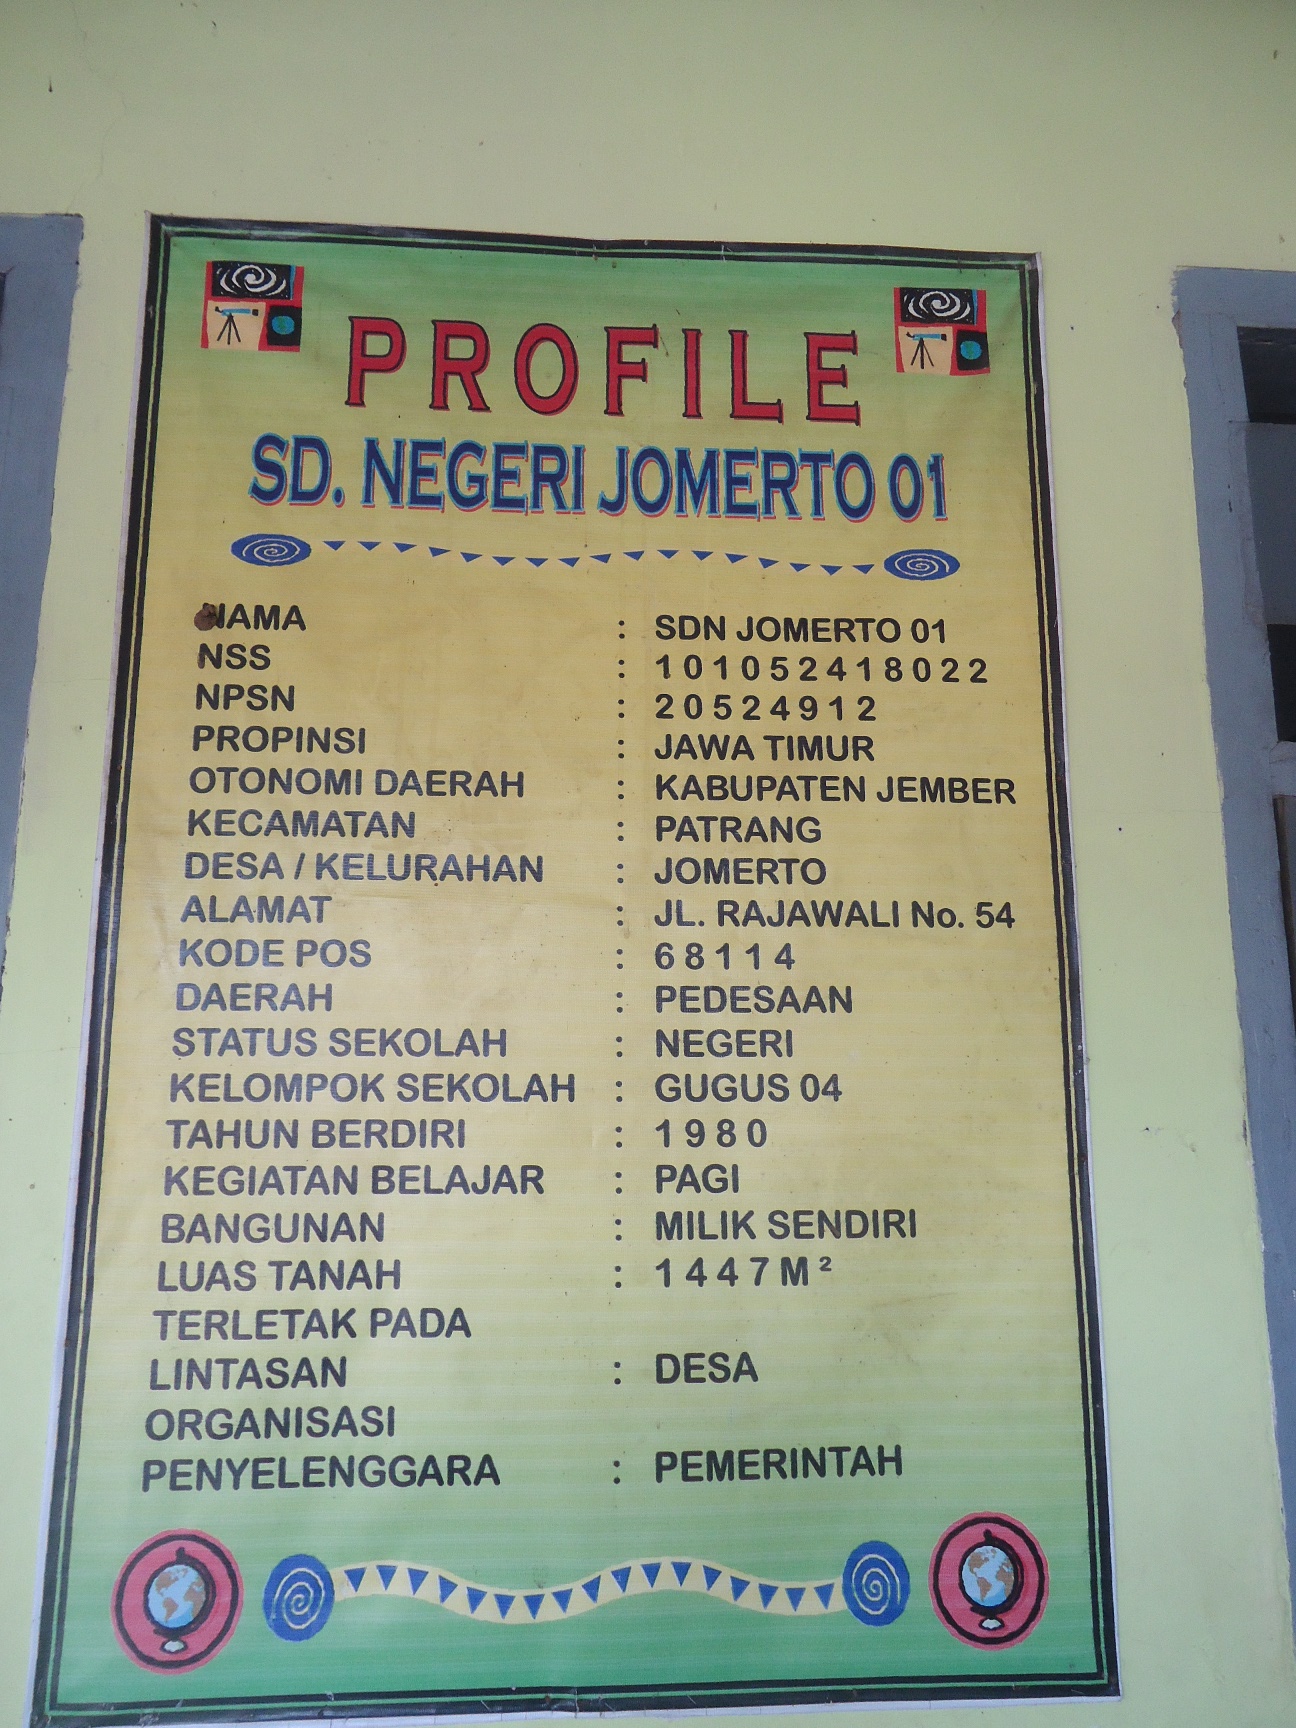 PROFILE
SD. NEGERI JOMERTO 01
NAMA : SDN JOMERTO 01
NSS : 101052418022
NPSN : 20524912
PROPINSI : JAWA TIMUR
OTONOMI DAERAH : KABUPATEN JEMBER
KECAMATAN : PATRANG
DESA / KELURAHAN : JOMERTO
ALAMAT : JL. RAJAWALI No. 54
KODE POS : 68114
DAERAH : PEDESAAN
STATUS SEKOLAH : NEGERI
KELOMPOK SEKOLAH : GUGUS 04
TAHUN BERDIRI : 1980
KEGIATAN BELAJAR : PAGI
BANGUNAN : MILIK SENDIRI
LUAS TANAH : 1447 M²
TERLETAK PADA
LINTASAN : DESA
ORGANISASI
PENYELENGGARA : PEMERINTAH